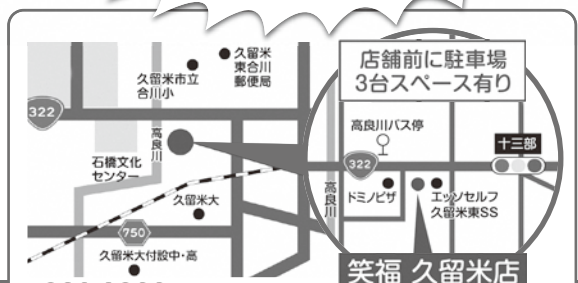 久留米
東合川
郵便局
久留米市立
合川小
322
高良川
石橋文化
センター
久留米大
750
久留米大付設中・高
店舗前に駐車場
3台スペース有り
高良川バス停
十三部
322
高良川
ドミノピザ
エッソセルフ
久留米東SS
笑福 久留米店